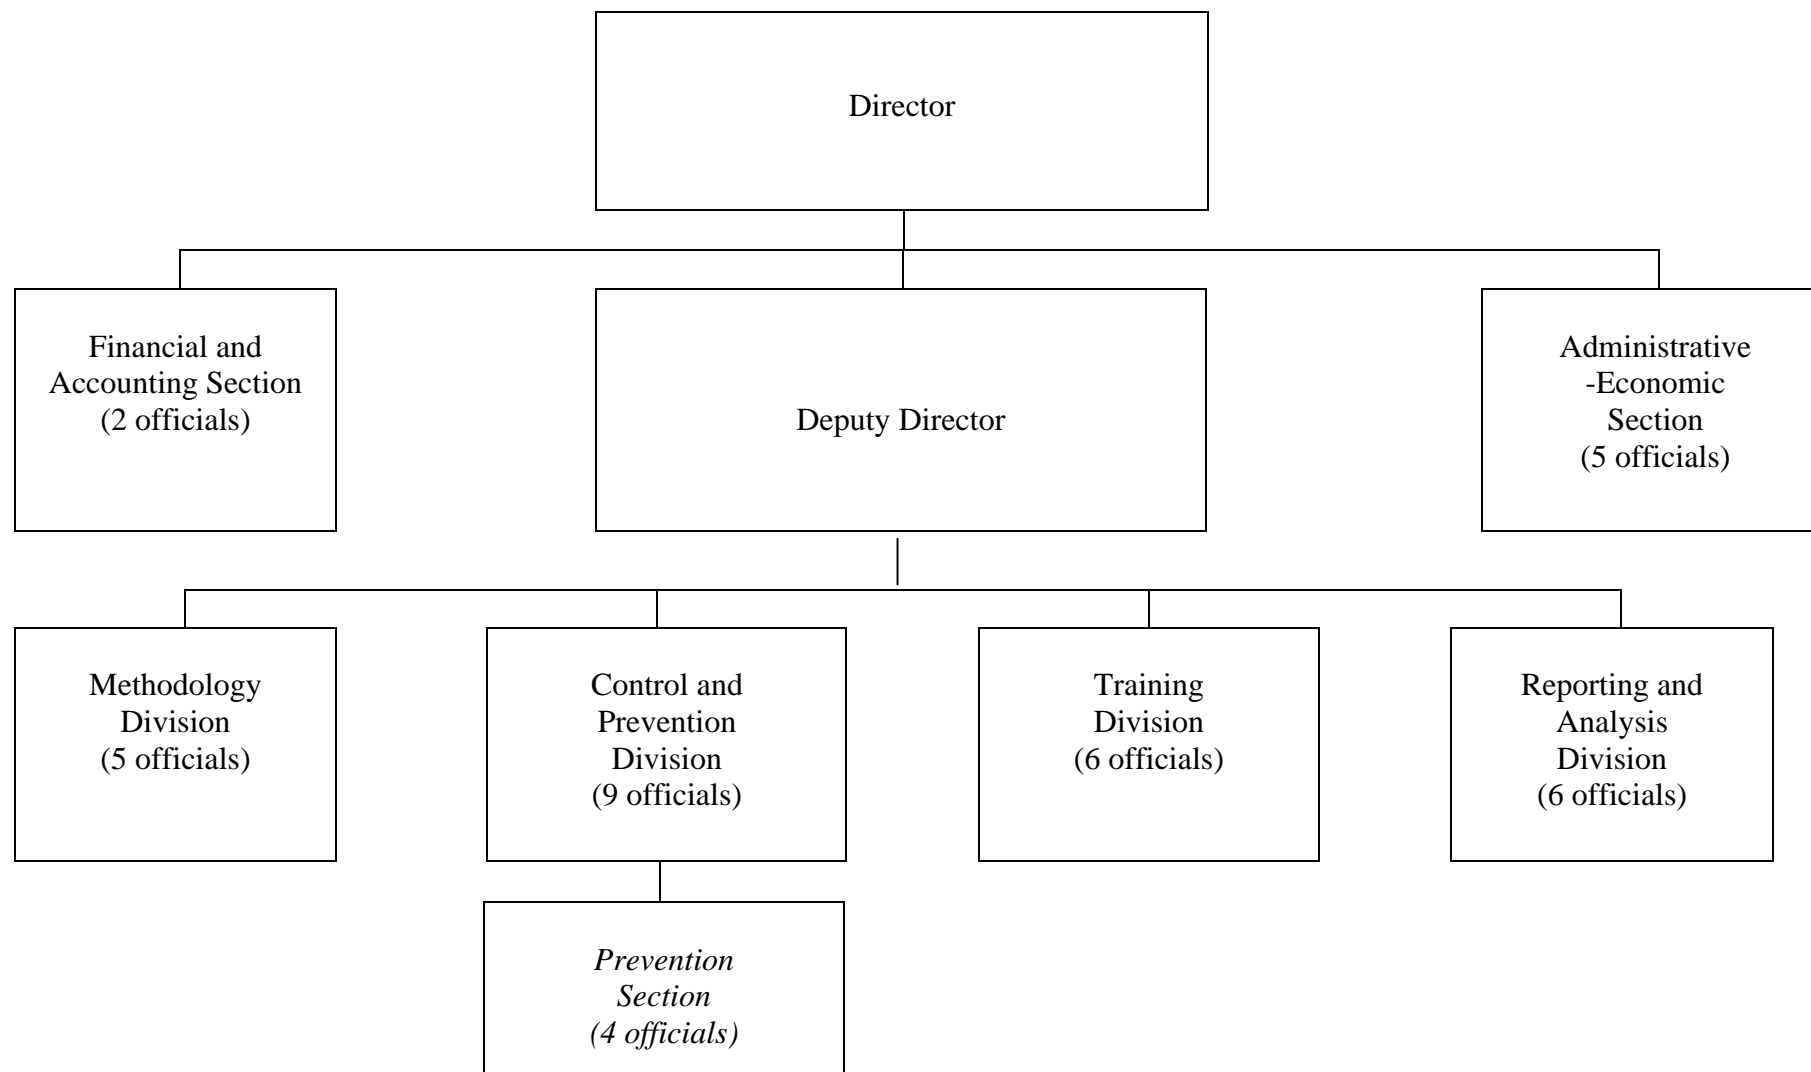 Director
Financial and
Accounting Section
(2 officials)
Deputy Director
Administrative
-Economic
Section
(5 officials)
Methodology
Division
(5 officials)
Control and
Prevention
Division
(9 officials)
Training
Division
(6 officials)
Reporting and
Analysis
Division
(6 officials)
Prevention
Section
(4 officials)